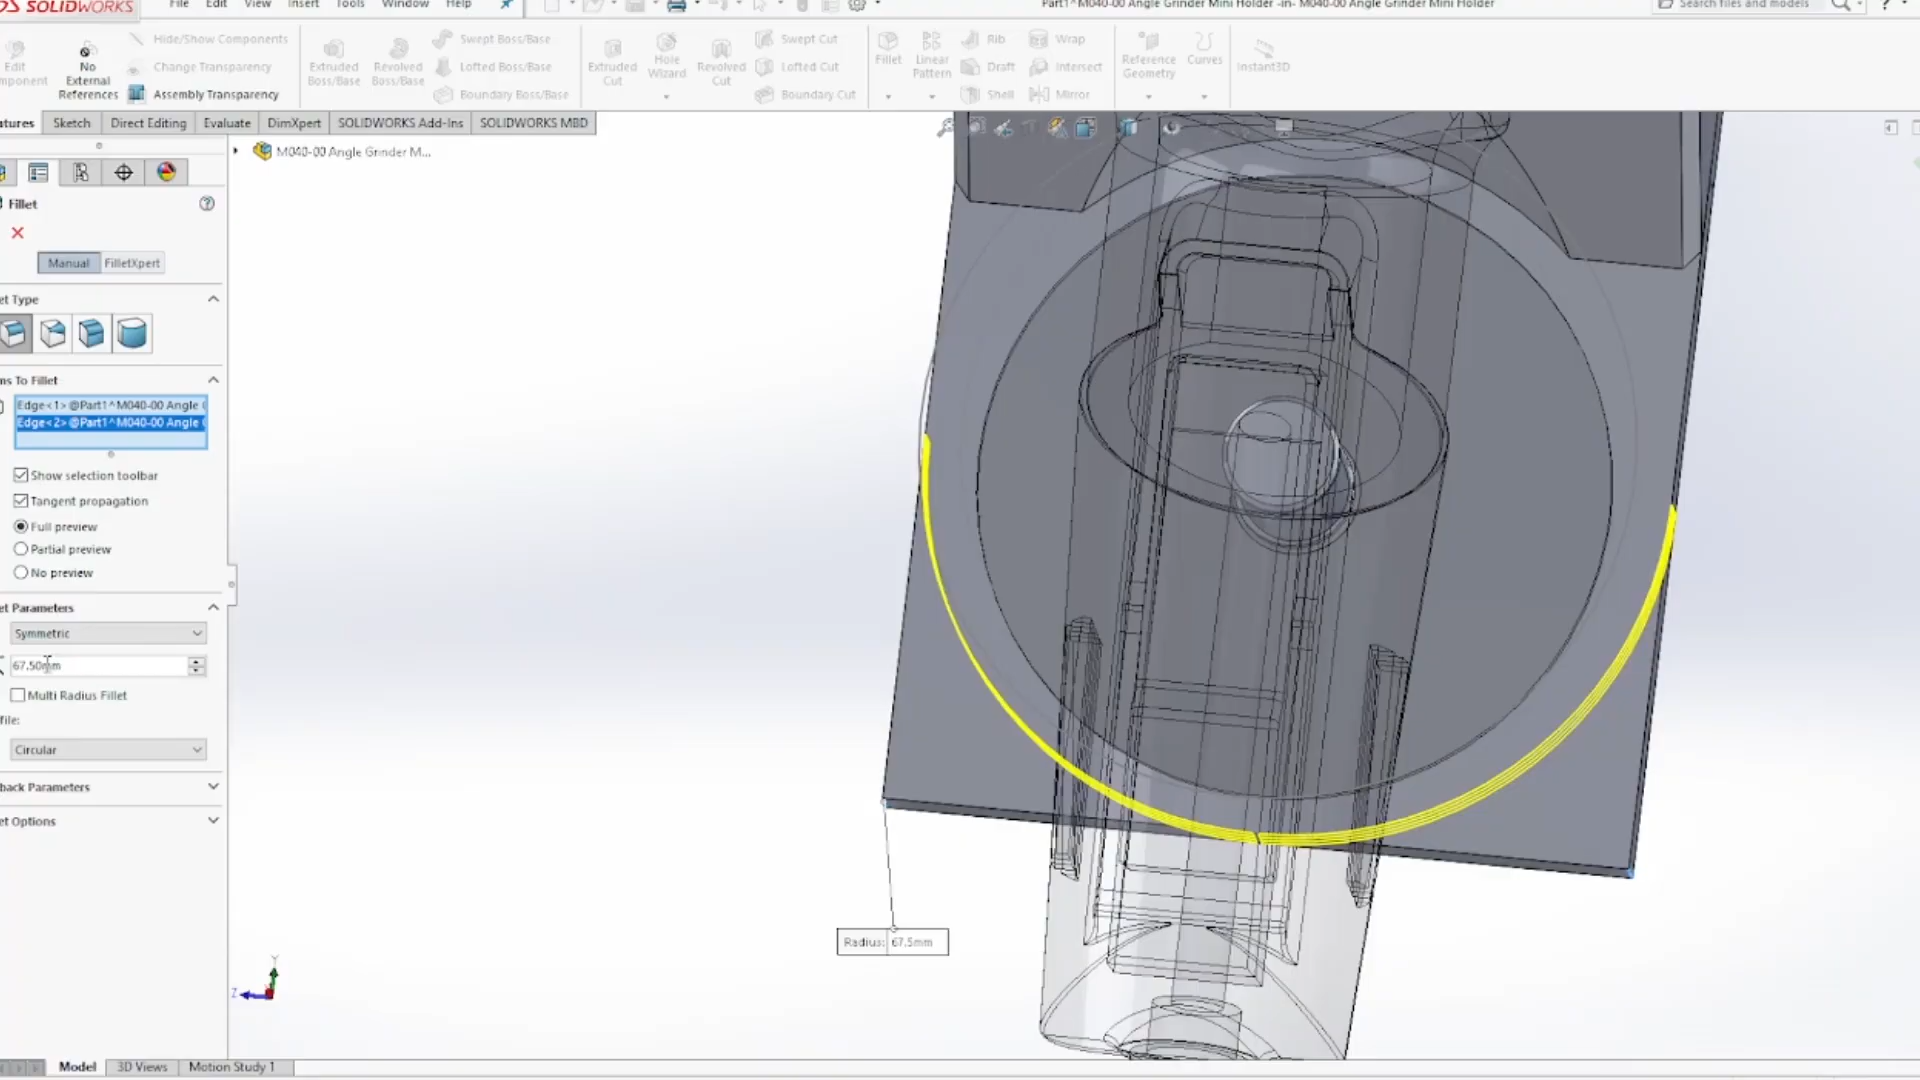 SOLIDWORKS
File Edit View Insert Tools Window Help
Part1^M040-00 Angle Grinder Mini Holder -in- M040-00 Angle Grinder Mini Holder
Search files and models
?
Edit
mponent
No
External
References
Hide/Show Components
Change Transparency
Assembly Transparency
Extruded
Boss/Base
Revolved
Boss/Base
Swept Boss/Base
Lofted Boss/Base
Boundary Boss/Base
Extruded
Cut
Hole
Wizard
Revolved
Cut
Swept Cut
Lofted Cut
Boundary Cut
Fillet
Linear
Pattern
Rib
Draft
Shell
Wrap
Intersect
Mirror
Reference
Geometry
Curves
Instant3D
atures Sketch Direct Editing Evaluate DimXpert SOLIDWORKS Add-Ins SOLIDWORKS MBD
M040-00 Angle Grinder M...
Fillet
?
Manual FilletXpert
et Type
ms To Fillet
Edge<1>@Part1^M040-00 Angle
Edge<2>@Part1^M040-00 Angle
Show selection toolbar
Tangent propagation
Full preview
Partial preview
No preview
et Parameters
Symmetric
67.50mm
Multi Radius Fillet
file:
Circular
back Parameters
et Options
Radius: 67.5mm
Y
Z
Model 3D Views Motion Study 1